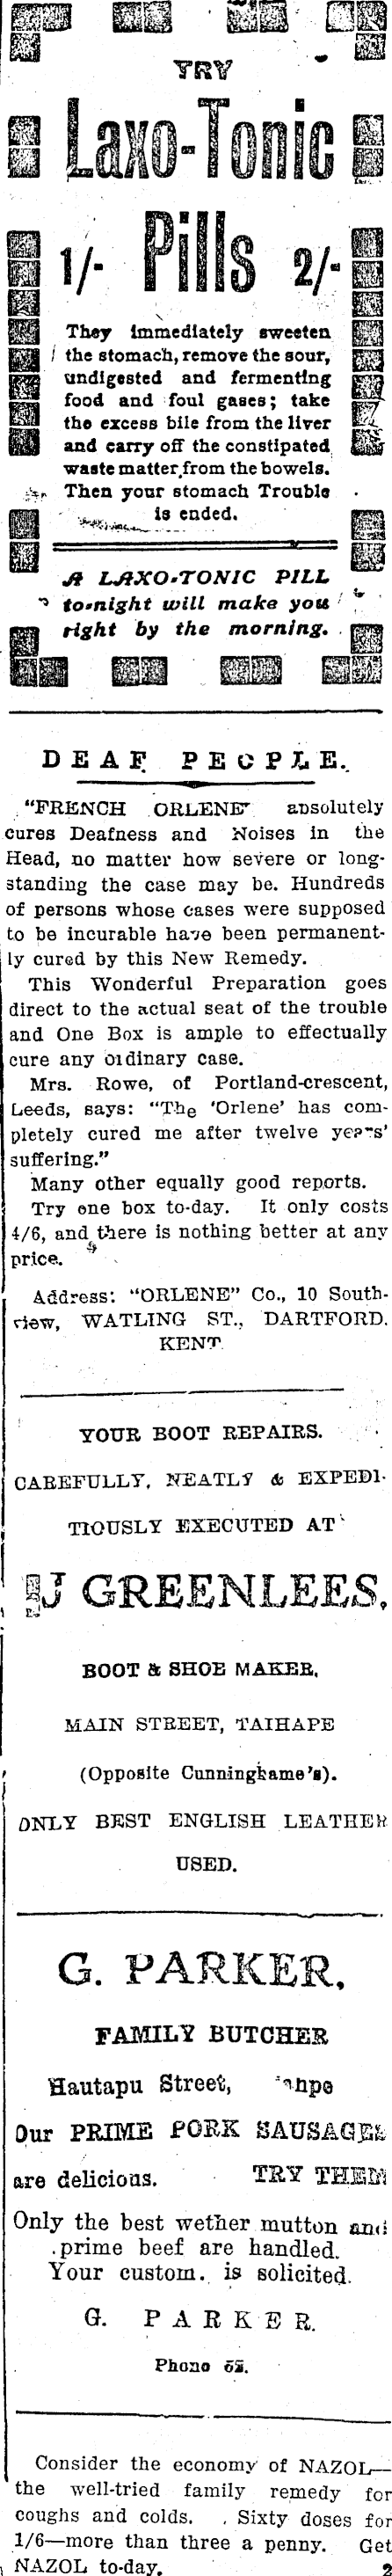 TRY
Laxo-Tonic
Pills
1/- 2/-
They immediately sweeten
the stomach, remove the sour,
undigested and fermenting
food and foul gases; take
the excess bile from the liver
and carry off the constipated
waste matter from the bowels.
Then your stomach Trouble
is ended.
A LAXO-TONIC PILL
to-night will make you
right by the morning.
DEAF PEOPLE.
"FRENCH ORLENE" absolutely
cures Deafness and Noises in the
Head, no matter how severe or long-
standing the case may be. Hundreds
of persons whose cases were supposed
to be incurable have been permanent-
ly cured by this New Remedy.
This Wonderful Preparation goes
direct to the actual seat of the trouble
and One Box is ample to effectually
cure any ordinary case.
Mrs. Rowe, of Portland-crescent,
Leeds, says: "The 'Orlene' has com-
pletely cured me after twelve years'
suffering."
Many other equally good reports.
Try one box to-day. It only costs
4/6, and there is nothing better at any
price.
Address: "ORLENE" Co., 10 South-
view, WATLING ST., DARTFORD.
KENT
YOUR BOOT REPAIRS.
CAREFULLY, NEATLY & EXPEDI-
TIOUSLY EXECUTED AT
J GREENLEES,
BOOT & SHOE MAKER,
MAIN STREET, TAIHAPE
(Opposite Cunninghame's).
ONLY BEST ENGLISH LEATHER
USED.
G. PARKER,
FAMILY BUTCHER
Hautapu Street,
Our PRIME PORK SAUSAGES
are delicious. TRY THEM
Only the best wether mutton and
prime beef are handled.
Your custom. is solicited.
G. PARKER.
Phone
Consider the economy of NAZOL—
the well-tried family remedy for
coughs and colds. Sixty doses for
1/6—more than three a penny. Get
NAZOL to-day. 2